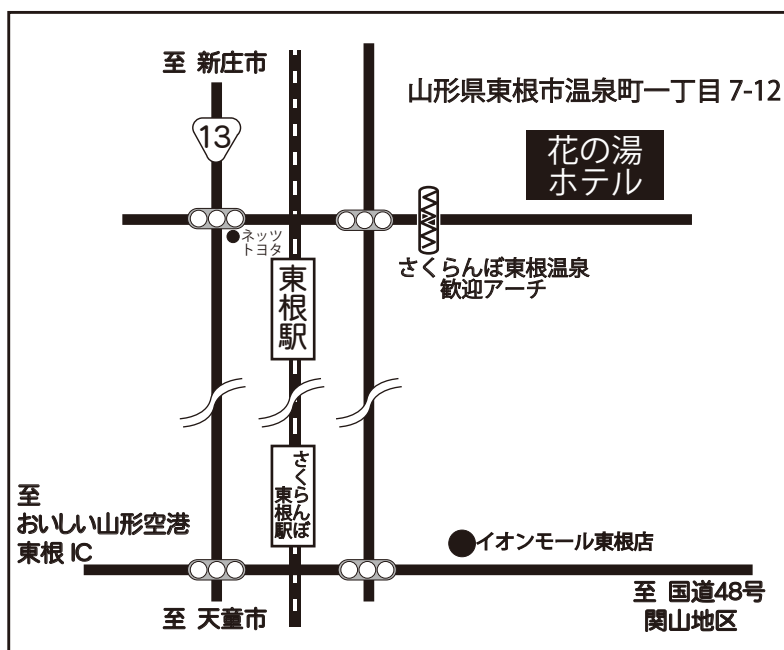 至 新庄市
山形県東根市温泉町一丁目 7-12
13
花の湯
ホテル
ネッツ
トヨタ
さくらんぼ東根温泉
歓迎アーチ
東根駅
さくらんぼ
東根駅
至
おいしい山形空港
東根 IC
イオンモール東根店
至 天童市
至 国道48号
関山地区